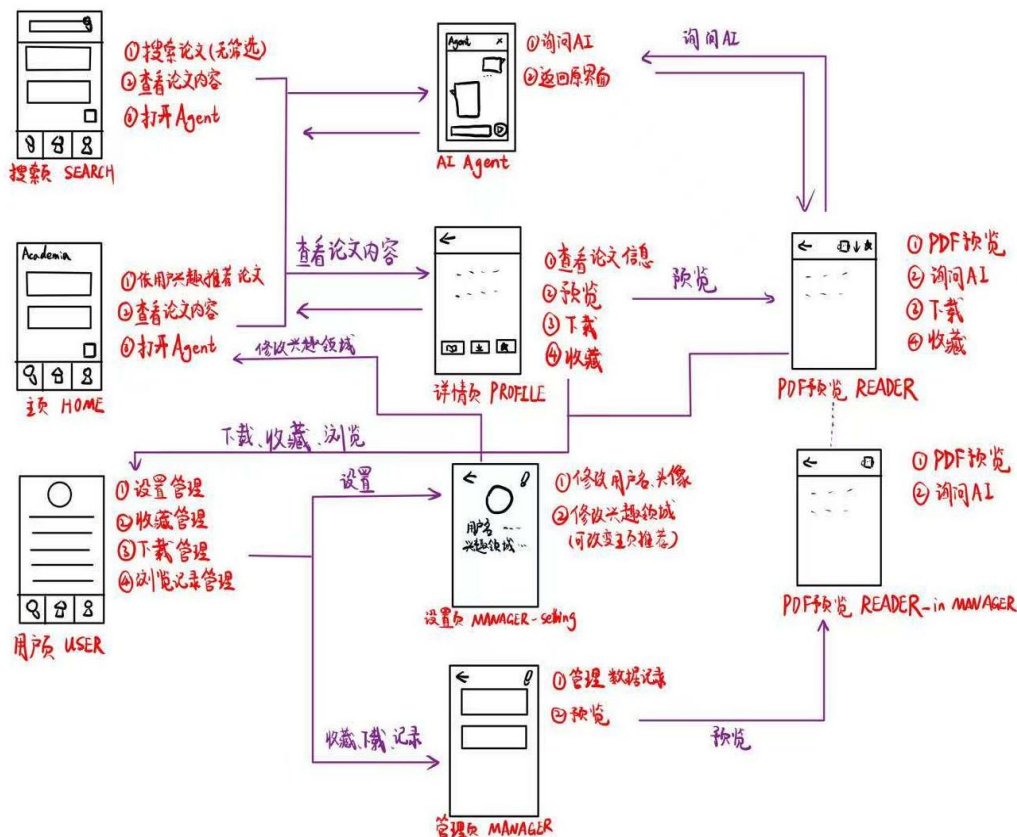 ①搜索论文(无筛选)
②查看论文内容
③打开Agent
搜索页 SEARCH
Agent ×
①询问AI
②返回原界面
AI Agent
询问AI
Academia
①依用户兴趣推荐论文
②查看论文内容
③打开Agent
主页 HOME
查看论文内容
①查看论文信息
②预览
③下载
④收藏
详情页 PROFILE
预览
①PDF预览
②询问AI
③下载
④收藏
PDF预览 READER
修改兴趣领域
下载、收藏、浏览
①设置管理
②收藏管理
③下载管理
④浏览记录管理
用户页 USER
设置
用户名
兴趣领域
①修改用户名、头像
②修改兴趣领域
(可改变主页推荐)
设置页 MANAGER-setting
①PDF预览
②询问AI
PDF预览 READER-in MANAGER
收藏、下载、记录
①管理数据记录
②预览
管理页 MANAGER
预览